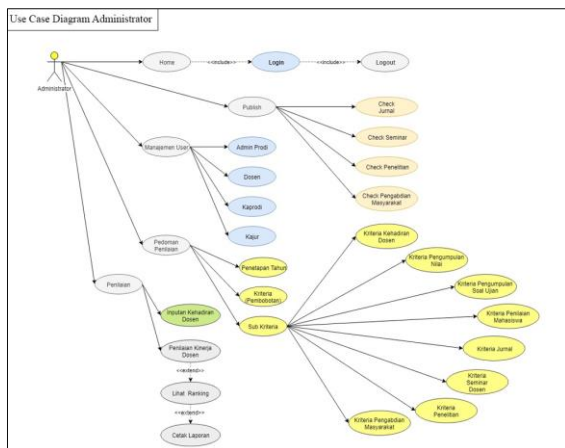 Use Case Diagram Administrator
Administrator
Home
<<include>>
Login
<<include>>
Logout
Publish
Check
Jurnal
Check Seminar
Check Penelitian
Check Pengabdian
Masyarakat
Manajemen User
Admin Prodi
Dosen
Kaprodi
Kajur
Pedoman
Penilaian
Penetapan Tahun
Kriteria
(Pembobotan)
Sub Kriteria
Kriteria Kehadiran
Dosen
Kriteria Pengumpulan
Nilai
Kriteria Pengumpulan
Soal Ujian
Kriteria Penilaian
Mahasiswa
Kriteria Jurnal
Kriteria
Seminar
Dosen
Kriteria
Penelitian
Kriteria Pengabdian
Masyarakat
Penilaian
Inputan Kehadiran
Dosen
Penilaian Kinerja
Dosen
<<extend>>
Lihat Ranking
<<extend>>
Cetak Laporan